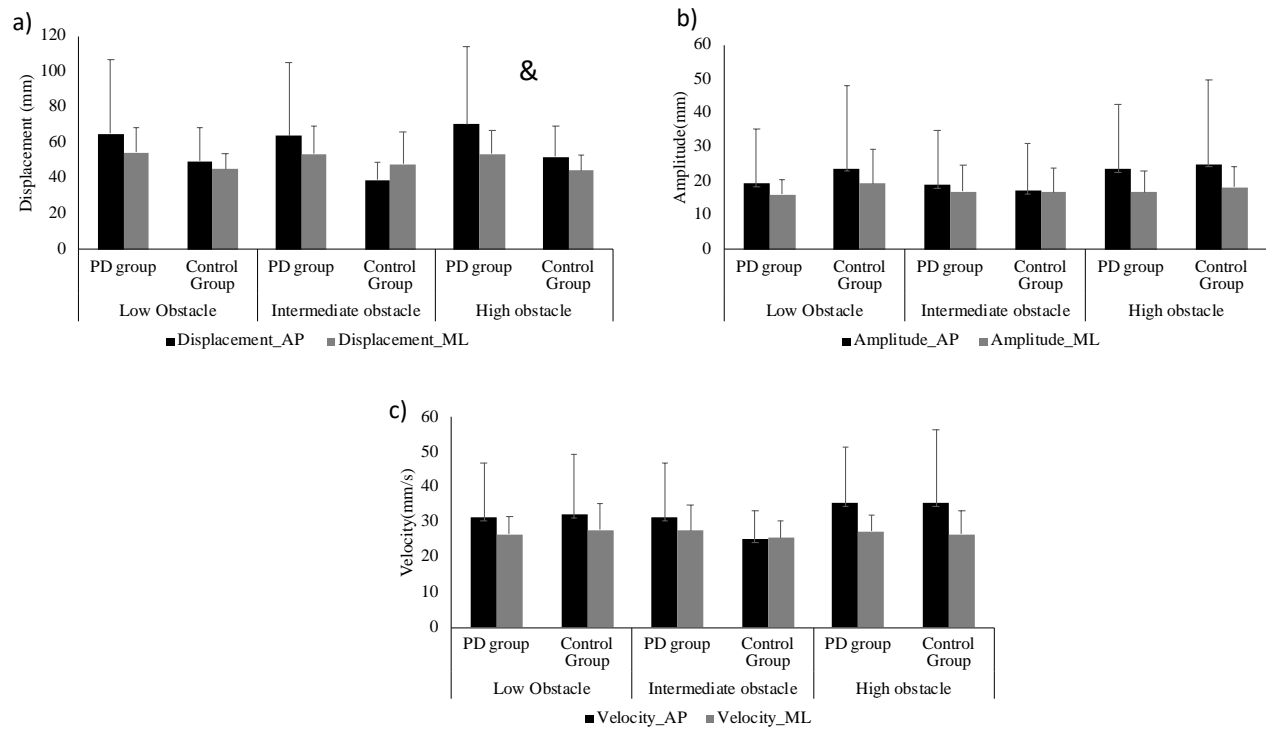 a)
Displacement (mm)
120
100
80
60
40
20
0
&
PD group Control Group PD group Control Group PD group Control Group
Low Obstacle Intermediate obstacle High obstacle
Displacement_AP Displacement_ML
b)
Amplitude(mm)
60
50
40
30
20
10
0
PD group Control Group PD group Control Group PD group Control Group
Low Obstacle Intermediate obstacle High obstacle
Amplitude_AP Amplitude_ML
c)
Velocity(mm/s)
60
50
40
30
20
10
0
PD group Control Group PD group Control Group PD group Control Group
Low Obstacle Intermediate obstacle High obstacle
Velocity_AP Velocity_ML